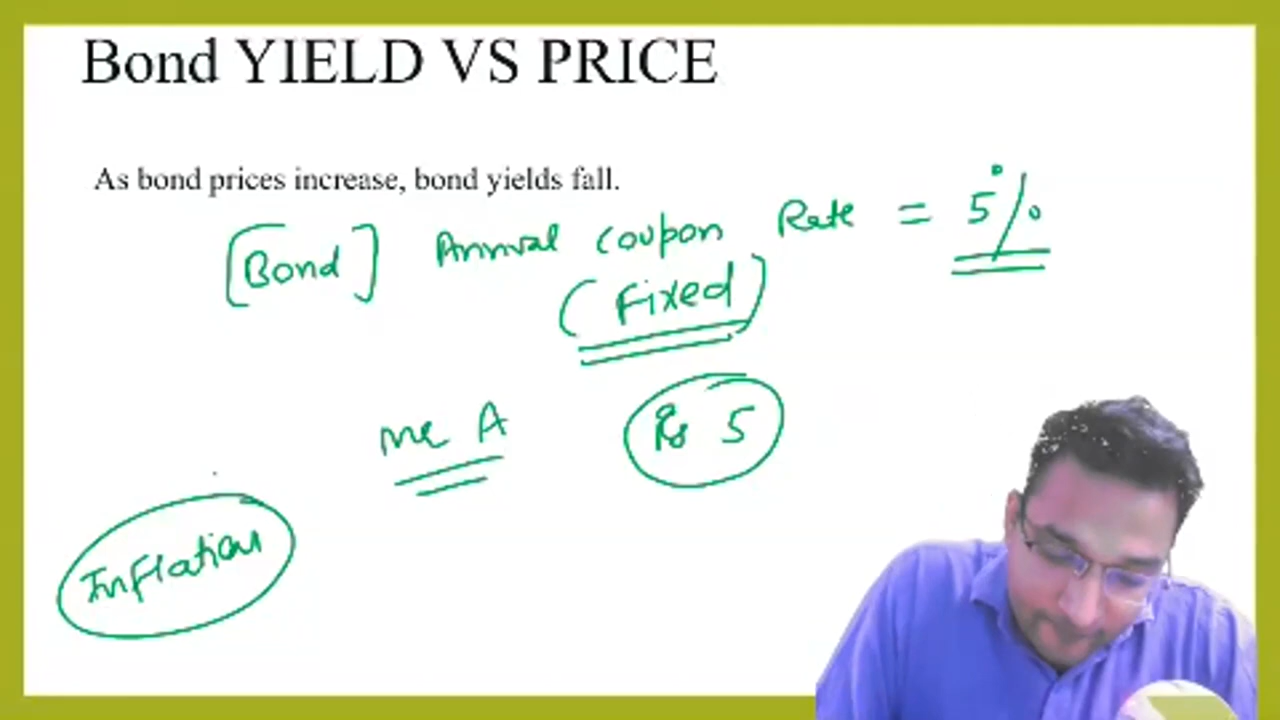 Bond YIELD VS PRICE
As bond prices increase, bond yields fall.
[Bond] Annual coupon Rate = 5%
(Fixed)
Mr A Rs 5
Inflation